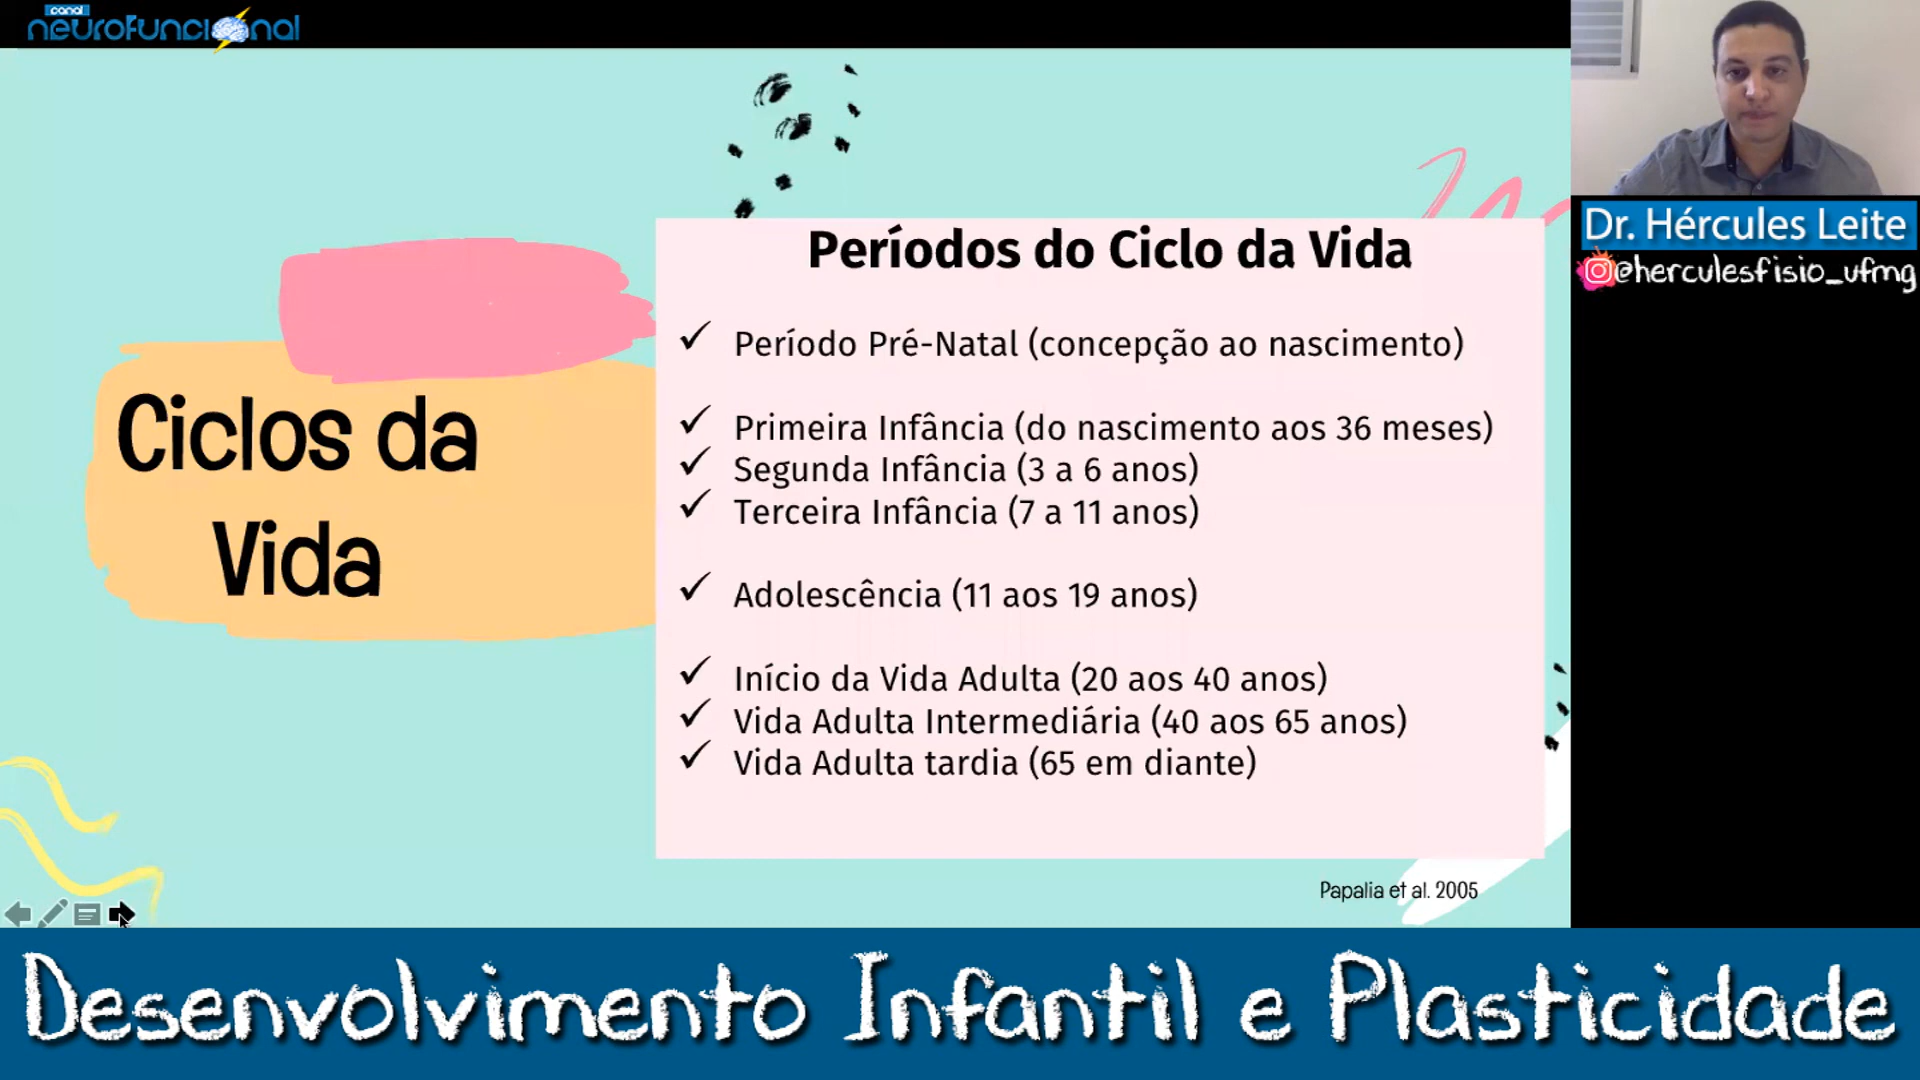 canal
neurofuncional
Ciclos da
Vida
Períodos do Ciclo da Vida
✓ Período Pré-Natal (concepção ao nascimento)
✓ Primeira Infância (do nascimento aos 36 meses)
✓ Segunda Infância (3 a 6 anos)
✓ Terceira Infância (7 a 11 anos)
✓ Adolescência (11 aos 19 anos)
✓ Início da Vida Adulta (20 aos 40 anos)
✓ Vida Adulta Intermediária (40 aos 65 anos)
✓ Vida Adulta tardia (65 em diante)
Papalia et al. 2005
Dr. Hércules Leite
@herculesfisio_ufmg
Desenvolvimento Infantil e Plasticidade